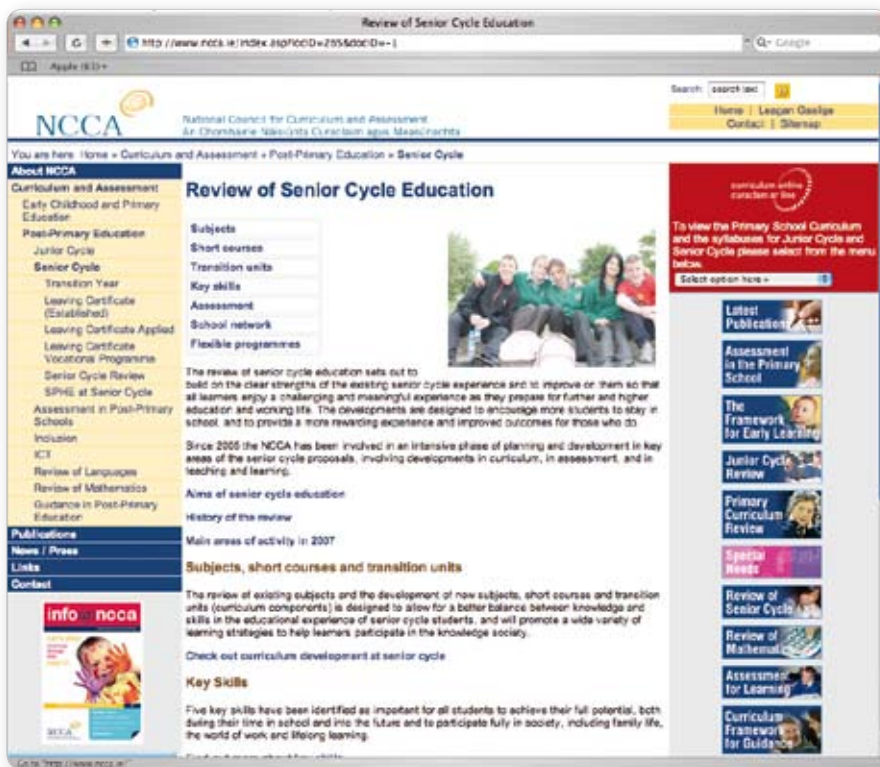 Review of Senior Cycle Education
Google
Apple
Search:
Home | Leagan Gaeilge
Contact | Sitemap
NCCA
National Council for Curriculum and Assessment
An Chomhairle Náisiúnta Curaclaim agus Measúnachta
You are here: Home » Curriculum and Assessment » Post-Primary Education » Senior Cycle
About NCCA
Curriculum and Assessment
Early Childhood and Primary
Education
Post-Primary Education
Junior Cycle
Senior Cycle
Transition Year
Leaving Certificate
(Established)
Leaving Certificate Applied
Leaving Certificate
Vocational Programme
Senior Cycle Review
SPHE at Senior Cycle
Assessment in Post-Primary
Schools
Inclusion
ICT
Review of Languages
Review of Mathematics
Guidance in Post-Primary
Education
Publications
News / Press
Links
Contact
info@ncca
NCCA
Review of Senior Cycle Education
Subjects
Short courses
Transition units
Key skills
Assessment
School network
Flexible programmes
The review of senior cycle education sets out to
build on the clear strengths of the existing senior cycle experience and to improve on them so that
all learners enjoy a challenging and meaningful experience as they prepare for further and higher
education and working life. The developments are designed to encourage more students to stay in
school, and to provide a more rewarding experience and improved outcomes for those who do.
Since 2005 the NCCA has been involved in an intensive phase of planning and development in key
areas of the senior cycle proposals, involving developments in curriculum, in assessment, and in
teaching and learning.
Aims of senior cycle education
History of the review
Main areas of activity in 2007
Subjects, short courses and transition units
The review of existing subjects and the development of new subjects, short courses and transition
units (curriculum components) is designed to allow for a better balance between knowledge and
skills in the educational experience of senior cycle students, and will promote a wide variety of
learning strategies to help learners participate in the knowledge society.
Check out curriculum development at senior cycle
Key Skills
Five key skills have been identified as important for all students to achieve their full potential, both
during their time in school and into the future and to participate fully in society, including family life,
the world of work and lifelong learning.
Find out more about key skills
curriculum online
curaclam ar líne
To view the Primary School Curriculum
and the syllabuses for Junior Cycle and
Senior Cycle please select from the menu
below.
Select option here »
Latest
Publications
Assessment
in the Primary
School
The
Framework
for Early Learning
Junior Cycle
Review
Primary
Curriculum
Review
Special
Needs
Review of
Senior Cycle
Review of
Mathematics
Assessment
for Learning
Curriculum
Framework
for Guidance
Go to "http://www.ncca.ie/"